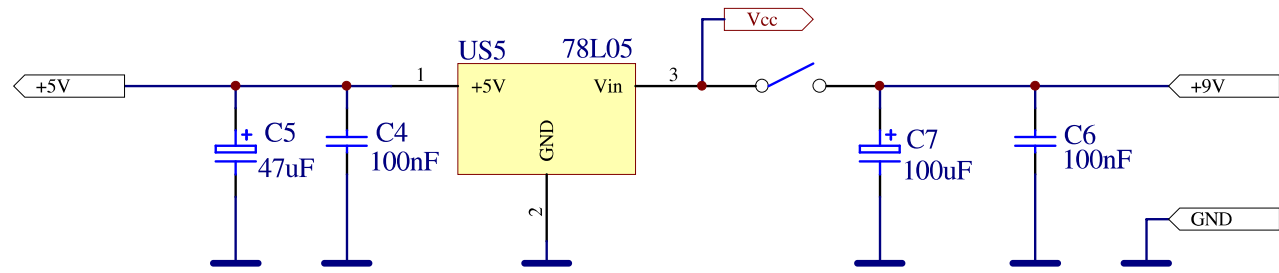 Vcc
US5 78L05
+5V 1 +5V Vin 3 +9V
GND
2
C5
47uF
C4
100nF
C7
100uF
C6
100nF
GND